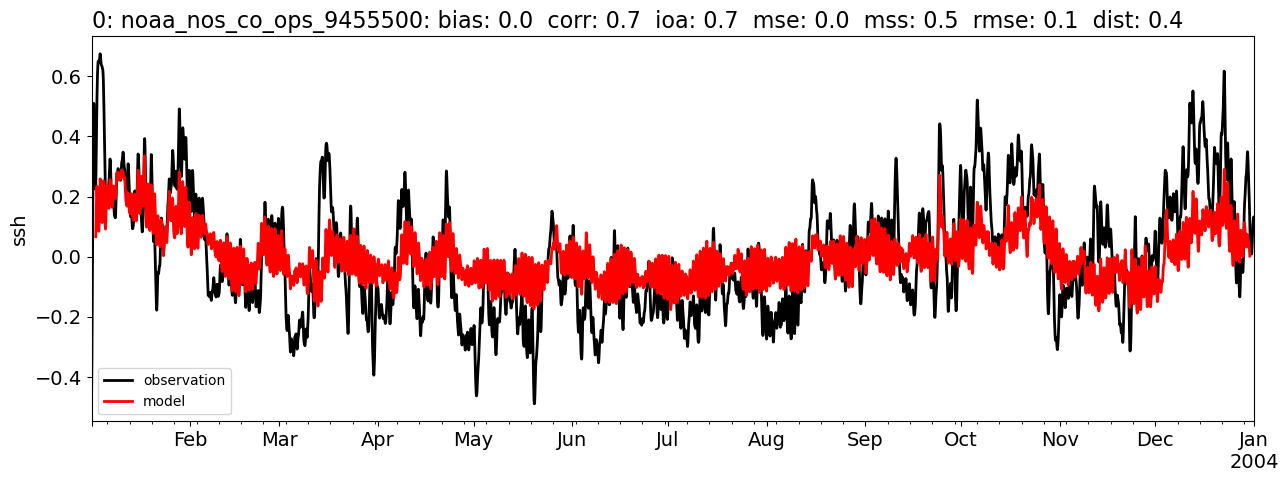 0: noaa_nos_co_ops_9455500: bias: 0.0  corr: 0.7  ioa: 0.7  mse: 0.0  mss: 0.5  rmse: 0.1  dist: 0.4
ssh
0.6
0.4
0.2
0.0
−0.2
−0.4
observation
model
Feb Mar Apr May Jun Jul Aug Sep Oct Nov Dec Jan
2004